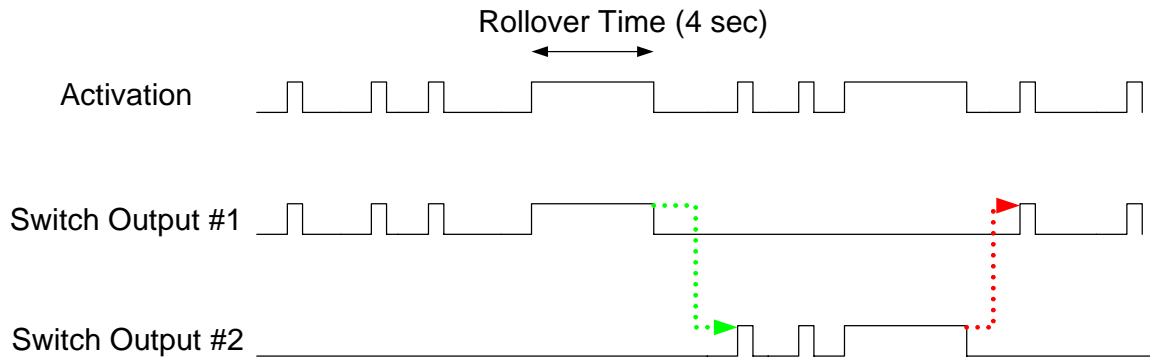 Rollover Time (4 sec)
Activation
Switch Output #1
Switch Output #2